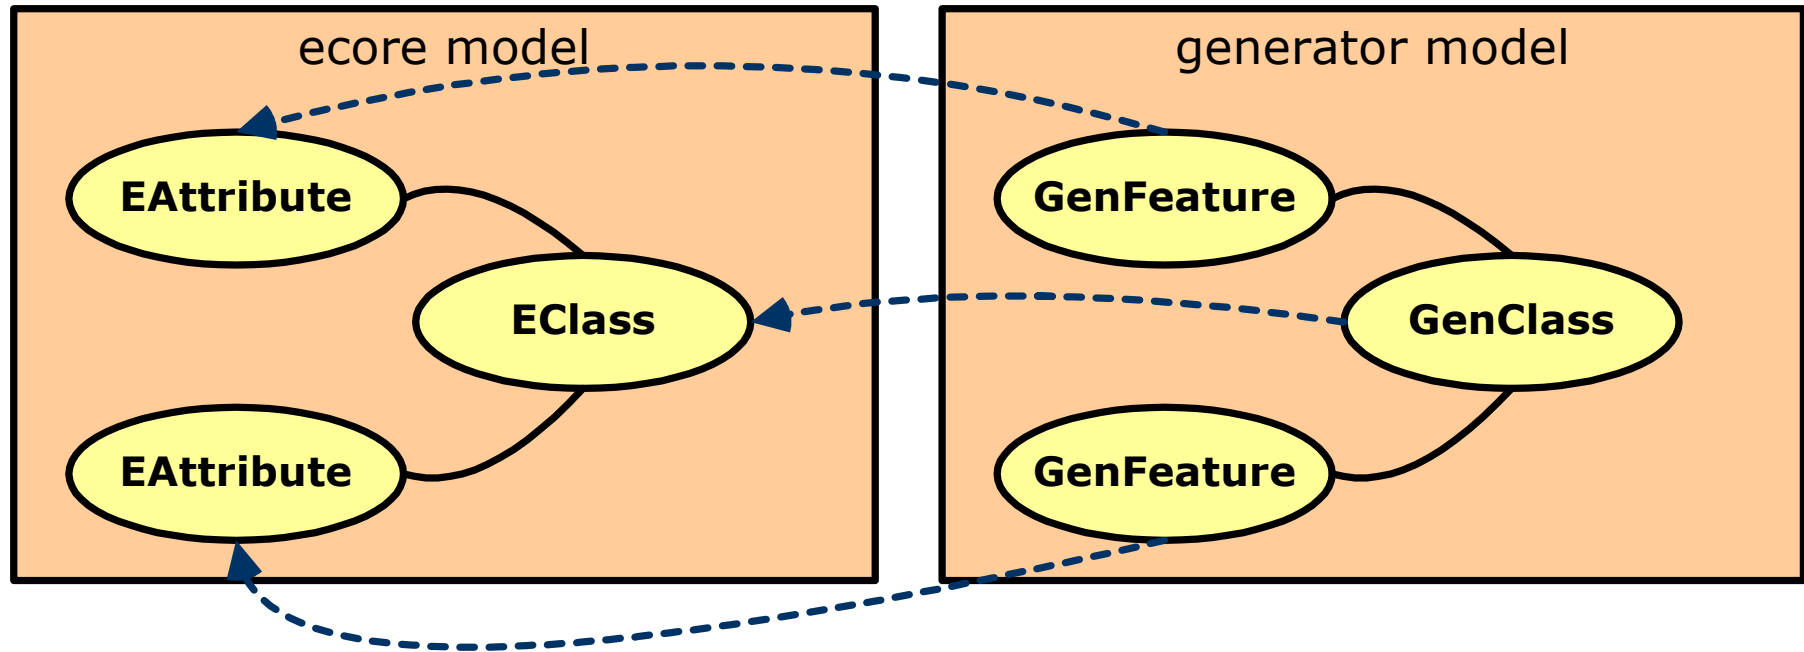 ecore model
EAttribute
EClass
EAttribute
generator model
GenFeature
GenClass
GenFeature